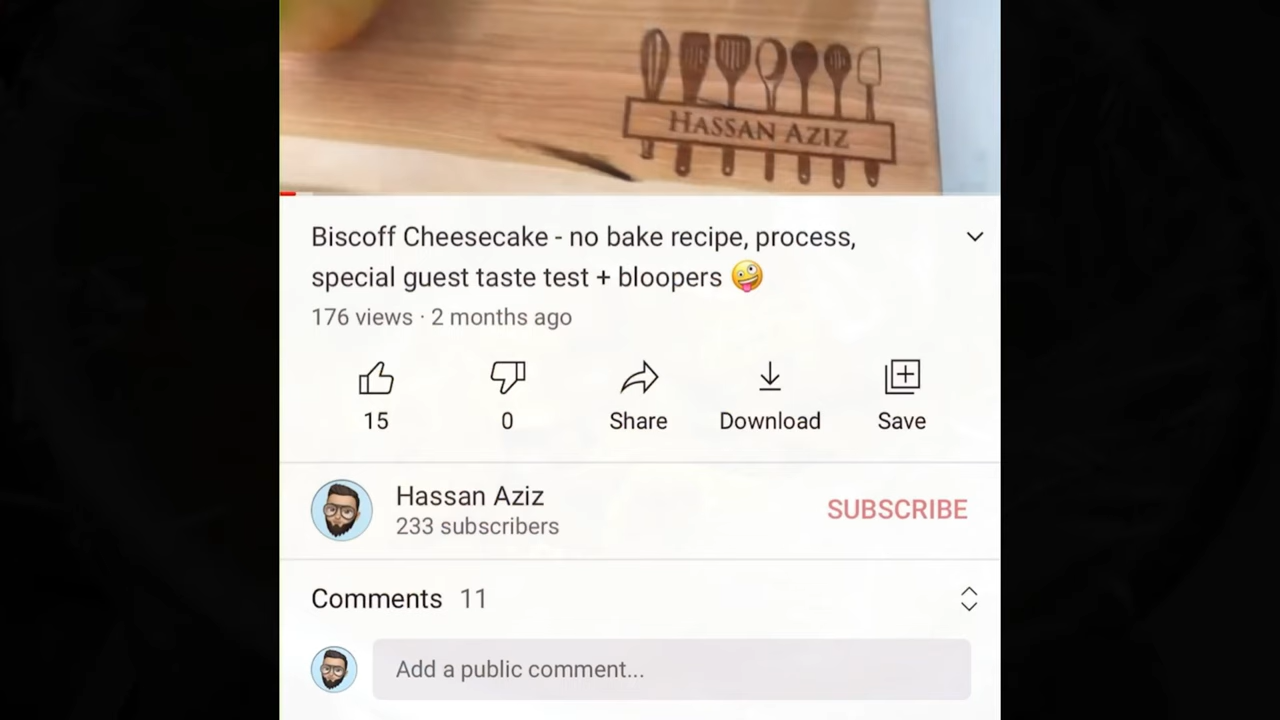 HASSAN AZIZ
Biscoff Cheesecake - no bake recipe, process,
special guest taste test + bloopers 🤪
176 views · 2 months ago
15
0
Share
Download
Save
Hassan Aziz
233 subscribers
SUBSCRIBE
Comments 11
Add a public comment...